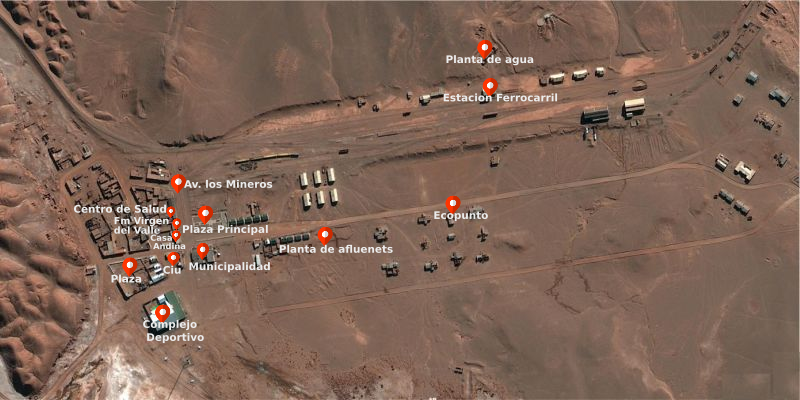 Planta de agua
Estación Ferrocarril
Av. los Mineros
Centro de Salud
Fm Virgen
del Valle
Plaza Principal
Ecopunto
Casa
Andina
Planta de afluenets
Ciu
Municipalidad
Plaza
Complejo
Deportivo